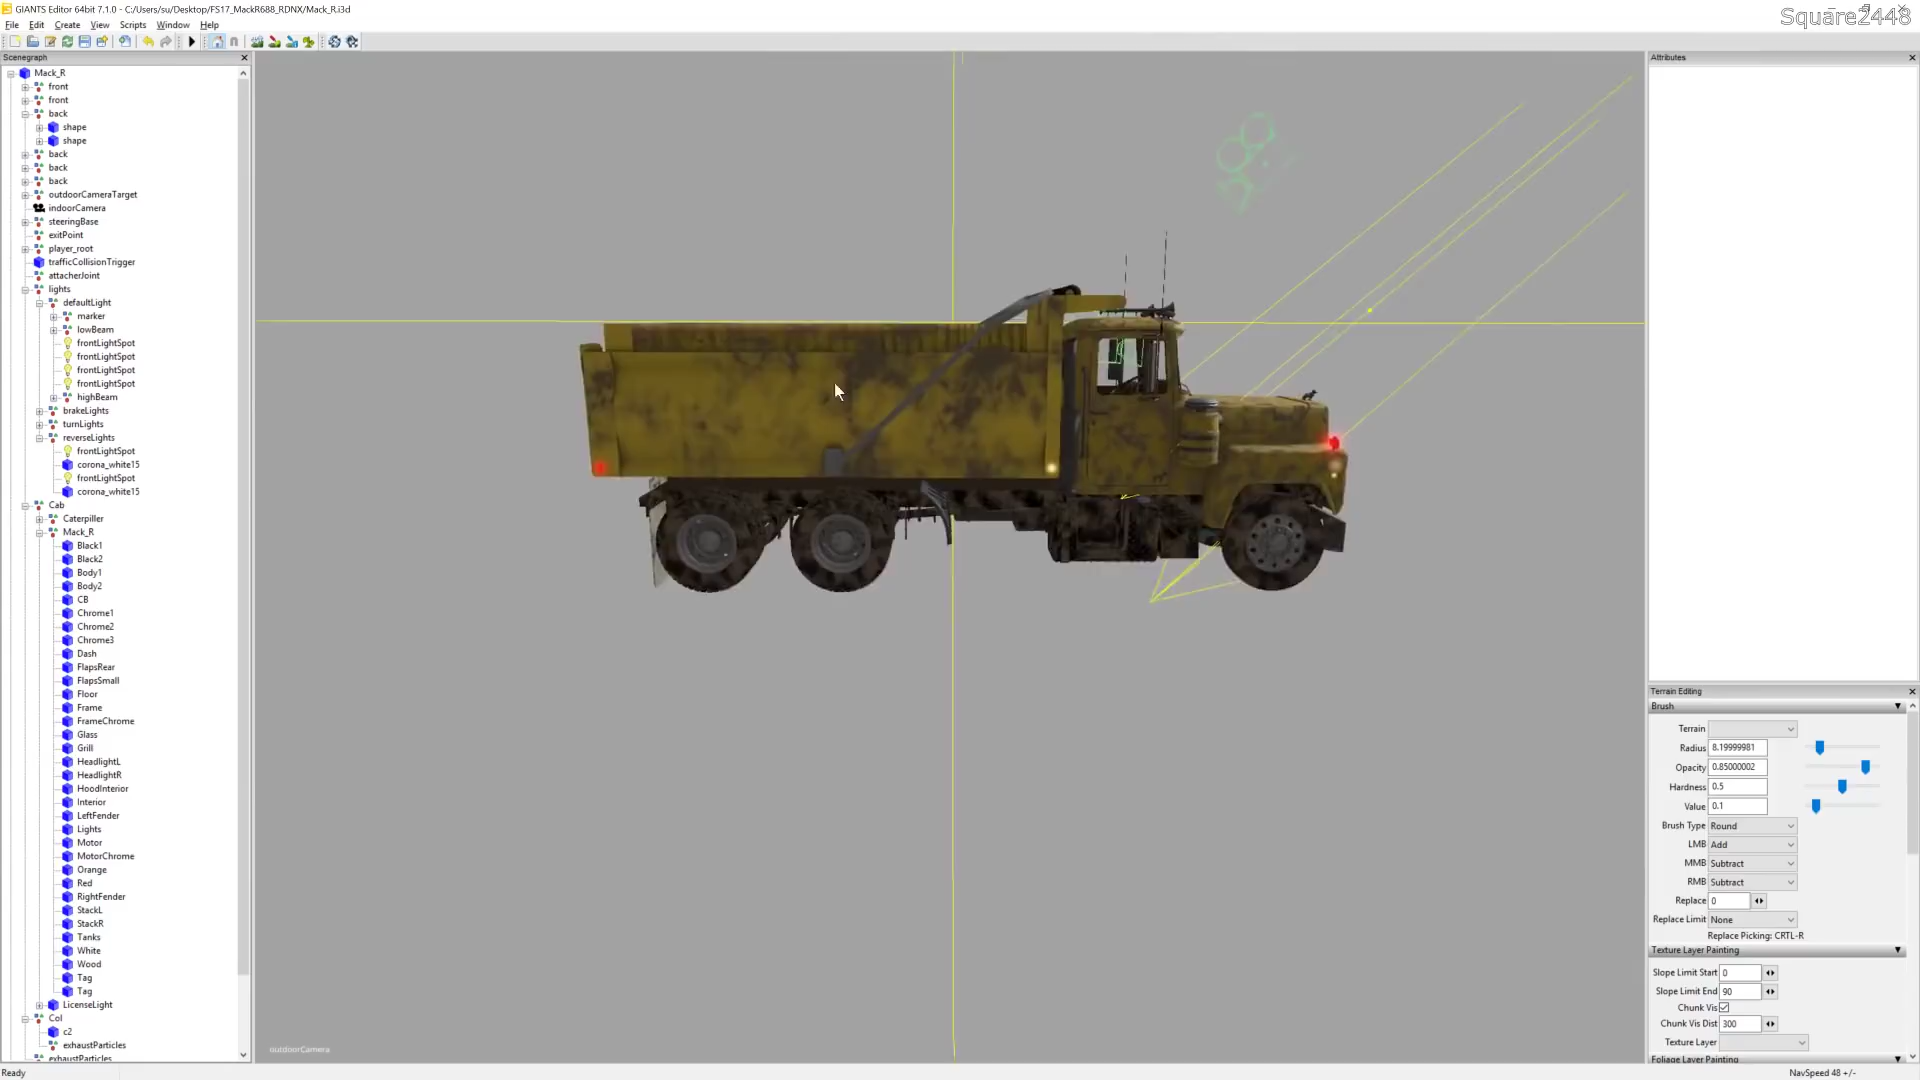 GIANTS Editor 64bit 7.1.0 - C:/Users/su/Desktop/FS17_MackR688_RDNX/Mack_R.i3d
Square2448
File Edit Create View Scripts Window Help
Scenegraph
Mack_R
front
front
back
shape
shape
back
back
back
outdoorCameraTarget
indoorCamera
steeringBase
exitPoint
player_root
trafficCollisionTrigger
attacherJoint
lights
defaultLight
marker
lowBeam
frontLightSpot
frontLightSpot
frontLightSpot
frontLightSpot
highBeam
brakeLights
turnLights
reverseLights
frontLightSpot
corona_white15
frontLightSpot
corona_white15
Cab
Caterpiller
Mack_R
Black1
Black2
Body1
Body2
CB
Chrome1
Chrome2
Chrome3
Dash
FlapsRear
FlapsSmall
Floor
Frame
FrameChrome
Glass
Grill
HeadlightL
HeadlightR
HoodInterior
Interior
LeftFender
Lights
Motor
MotorChrome
Orange
Red
RightFender
StackL
StackR
Tanks
White
Wood
Tag
Tag
LicenseLight
Col
c2
exhaustParticles
exhaustParticles
outdoorCamera
Attributes
Terrain Editing
Brush
Terrain
Radius 8.19999981
Opacity 0.85000002
Hardness 0.5
Value 0.1
Brush Type Round
LMB Add
MMB Subtract
RMB Subtract
Replace 0
Replace Limit None
Replace Picking: CRTL-R
Texture Layer Painting
Slope Limit Start 0
Slope Limit End 90
Chunk Vis
Chunk Vis Dist 300
Texture Layer
Foliage Layer Painting
Ready
NavSpeed 48 +/-